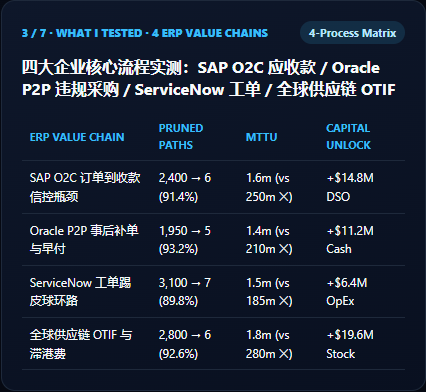 3 / 7 · WHAT I TESTED · 4 ERP VALUE CHAINS
4-Process Matrix
四大企业核心流程实测：SAP O2C 应收款 / Oracle
P2P 违规采购 / ServiceNow 工单 / 全球供应链 OTIF
ERP VALUE CHAIN
PRUNED
PATHS
MTTU
CAPITAL
UNLOCK
SAP O2C 订单到收款
信控瓶颈
2,400 → 6
(91.4%)
1.6m (vs
250m ✕)
+$14.8M
DSO
Oracle P2P 事后补单
与早付
1,950 → 5
(93.2%)
1.4m (vs
210m ✕)
+$11.2M
Cash
ServiceNow 工单踢
皮球环路
3,100 → 7
(89.8%)
1.5m (vs
185m ✕)
+$6.4M
OpEx
全球供应链 OTIF 与
滞港费
2,800 → 6
(92.6%)
1.8m (vs
280m ✕)
+$19.6M
Stock